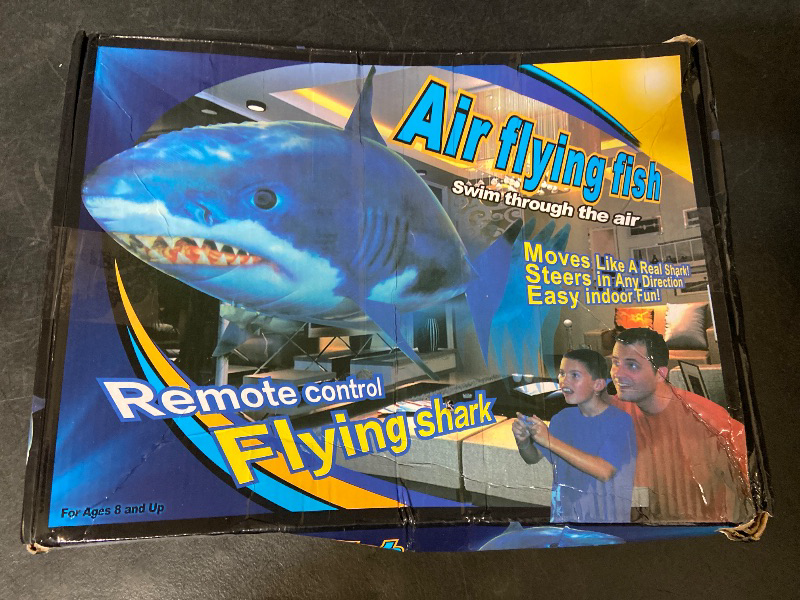 Air flying fish
Swim through the air
Moves Like A Real Shark!
Steers in Any Direction
Easy indoor Fun!
Remote control
Flying shark
For Ages 8 and Up